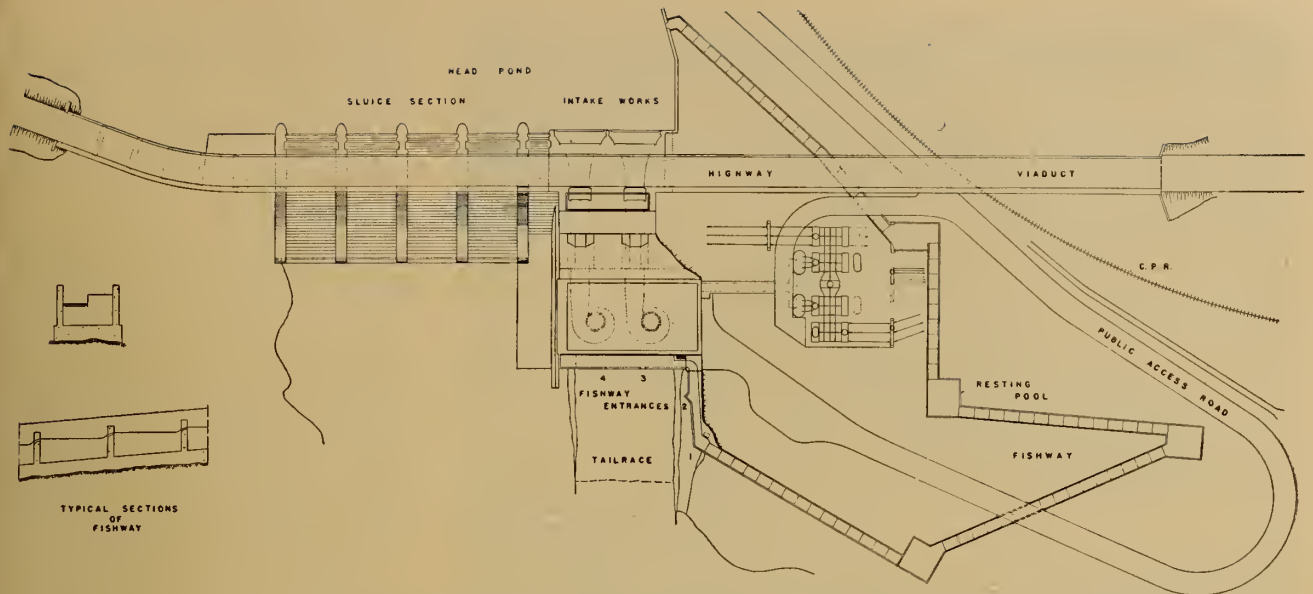 HEAD POND
SLUICE SECTION
INTAKE WORKS
HIGHWAY
VIADUCT
C.P.R.
PUBLIC ACCESS ROAD
RESTING
POOL
FISHWAY
4 3
FISHWAY
ENTRANCES
2
1
TAILRACE
TYPICAL SECTIONS
OF
FISHWAY